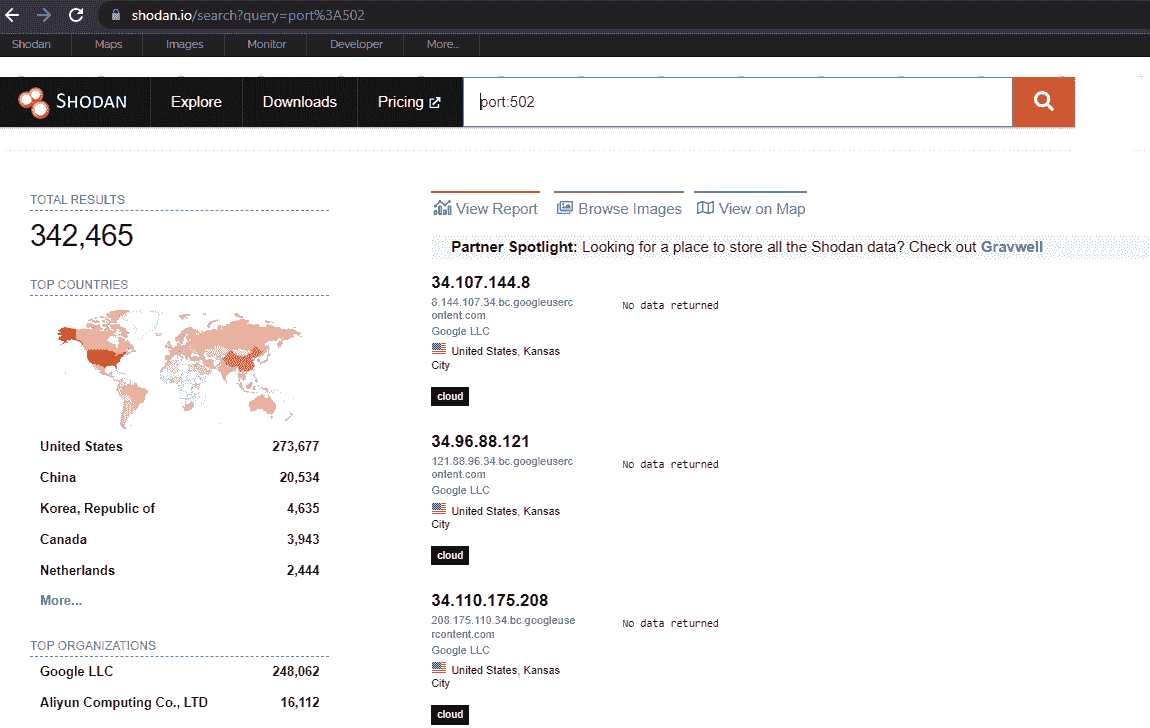 shodan.io/search?query=port%3A502
Shodan Maps Images Monitor Developer More...
SHODAN Explore Downloads Pricing port:502
TOTAL RESULTS
342,465
TOP COUNTRIES
United States 273,677
China 20,534
Korea, Republic of 4,635
Canada 3,943
Netherlands 2,444
More...
TOP ORGANIZATIONS
Google LLC 248,062
Aliyun Computing Co., LTD 16,112
View Report Browse Images View on Map
Partner Spotlight: Looking for a place to store all the Shodan data? Check out Gravwell
34.107.144.8
8.144.107.34.bc.googleuserc
ontent.com
Google LLC
United States, Kansas
City
cloud
No data returned
34.96.88.121
121.88.96.34.bc.googleuserc
ontent.com
Google LLC
United States, Kansas
City
cloud
No data returned
34.110.175.208
208.175.110.34.bc.googleuse
rcontent.com
Google LLC
United States, Kansas
City
cloud
No data returned